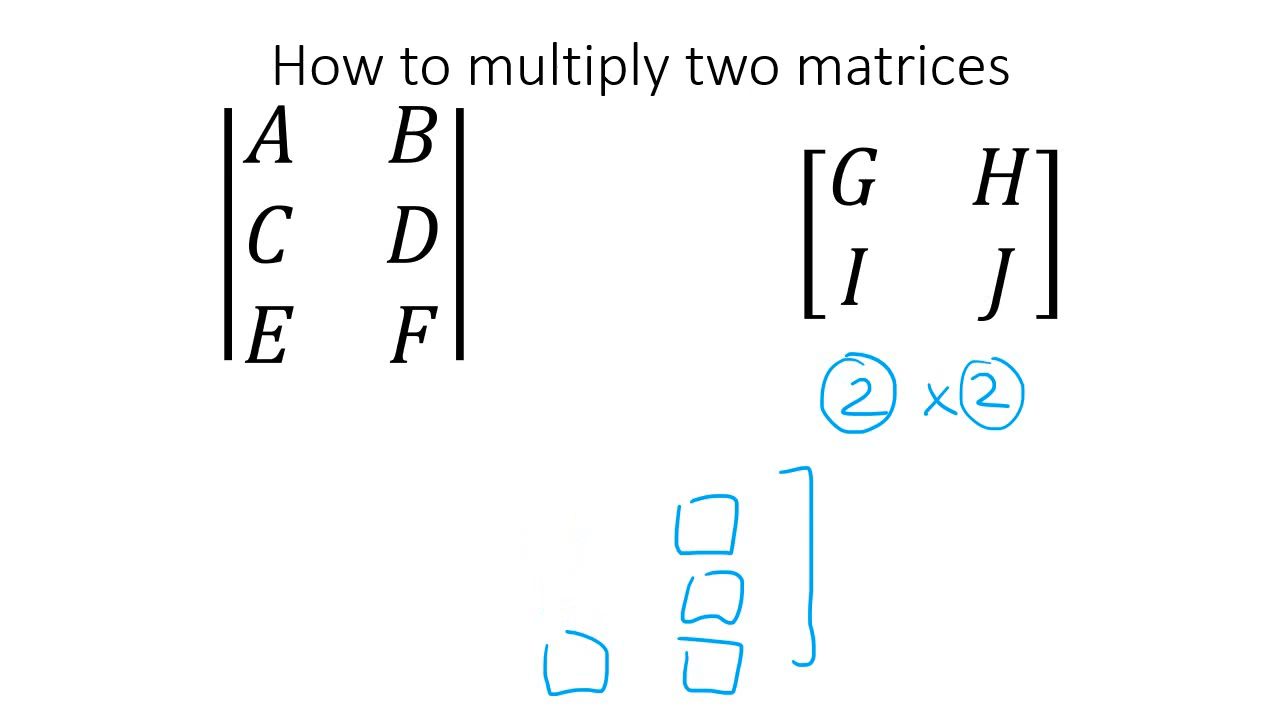 How to multiply two matrices
A B
C D
E F
G H
I J
2 x 2